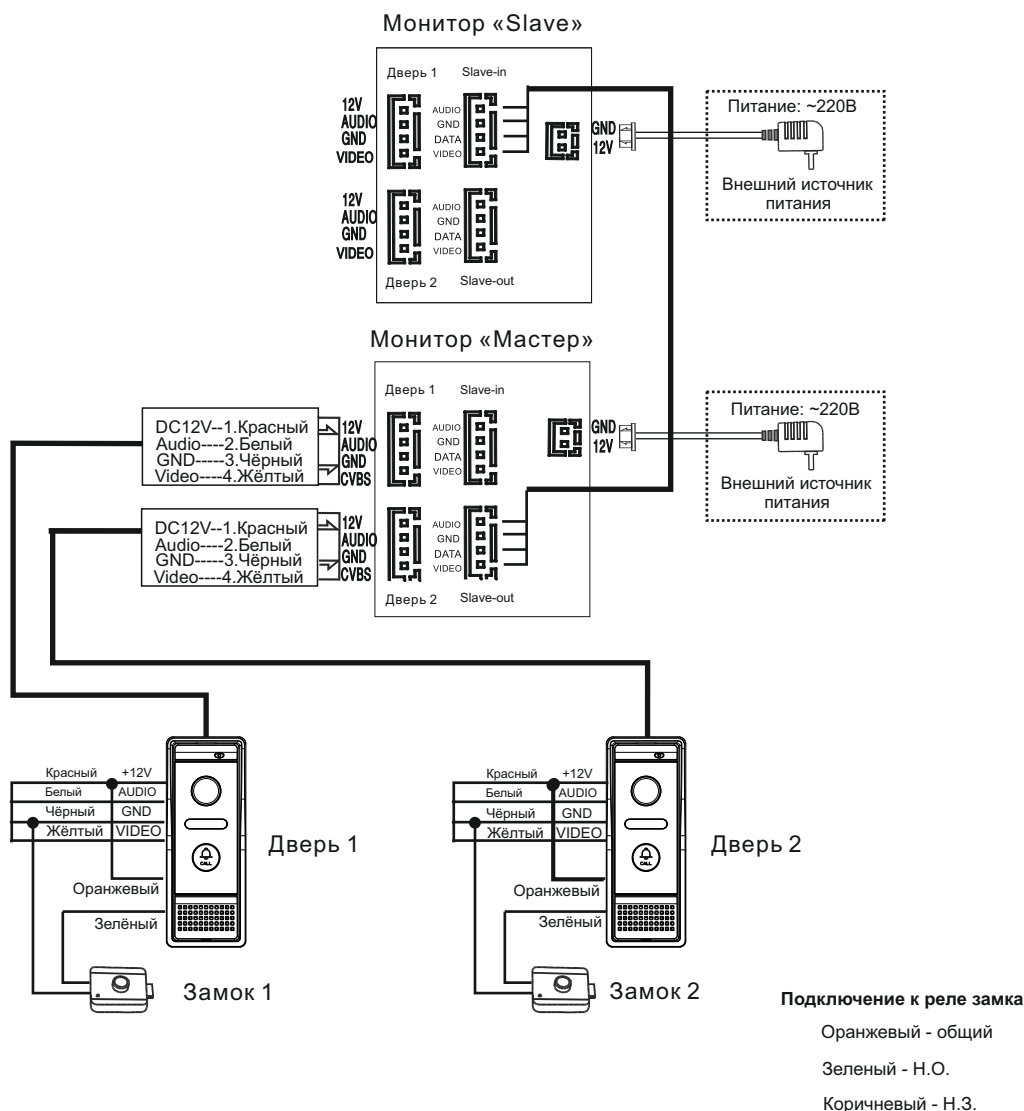 Монитор «Slave»
Дверь 1
Slave-in
12V
AUDIO
GND
VIDEO
AUDIO
GND
DATA
VIDEO
GND
12V
Питание: ~220В
Внешний источник
питания
12V
AUDIO
GND
VIDEO
AUDIO
GND
DATA
VIDEO
Дверь 2
Slave-out
Монитор «Мастер»
Дверь 1
Slave-in
DC12V--1.Красный
Audio----2.Белый
GND-----3.Чёрный
Video----4.Жёлтый
12V
AUDIO
GND
CVBS
AUDIO
GND
DATA
VIDEO
GND
12V
Питание: ~220В
Внешний источник
питания
DC12V--1.Красный
Audio----2.Белый
GND-----3.Чёрный
Video----4.Жёлтый
12V
AUDIO
GND
CVBS
AUDIO
GND
DATA
VIDEO
Дверь 2
Slave-out
Красный +12V
Белый AUDIO
Чёрный GND
Жёлтый VIDEO
CALL
Дверь 1
Оранжевый
Зелёный
Замок 1
Красный +12V
Белый AUDIO
Чёрный GND
Жёлтый VIDEO
CALL
Дверь 2
Оранжевый
Зелёный
Замок 2
Подключение к реле замка
Оранжевый - общий
Зеленый - Н.О.
Коричневый - Н.З.